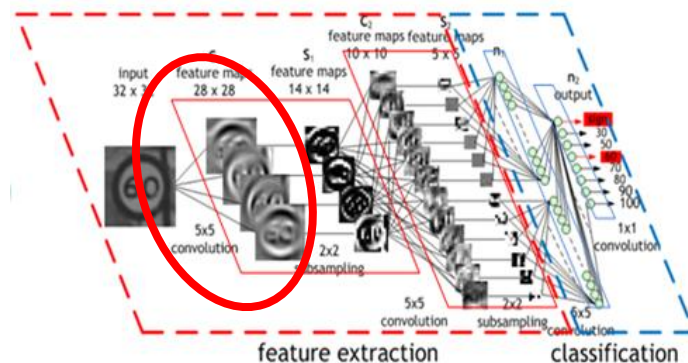 input
32 x 3
C
feature maps
28 x 28
S₁
feature maps
14 x 14
C₂
feature maps
10 x 10
S₂
feature maps
5 x 5
n₁
n₂
output
30
50
60
70
80
90
100
60
5x5
convolution
2x2
subsampling
5x5
convolution
2x2
subsampling
convolution
1x1
convolution
feature extraction
classification